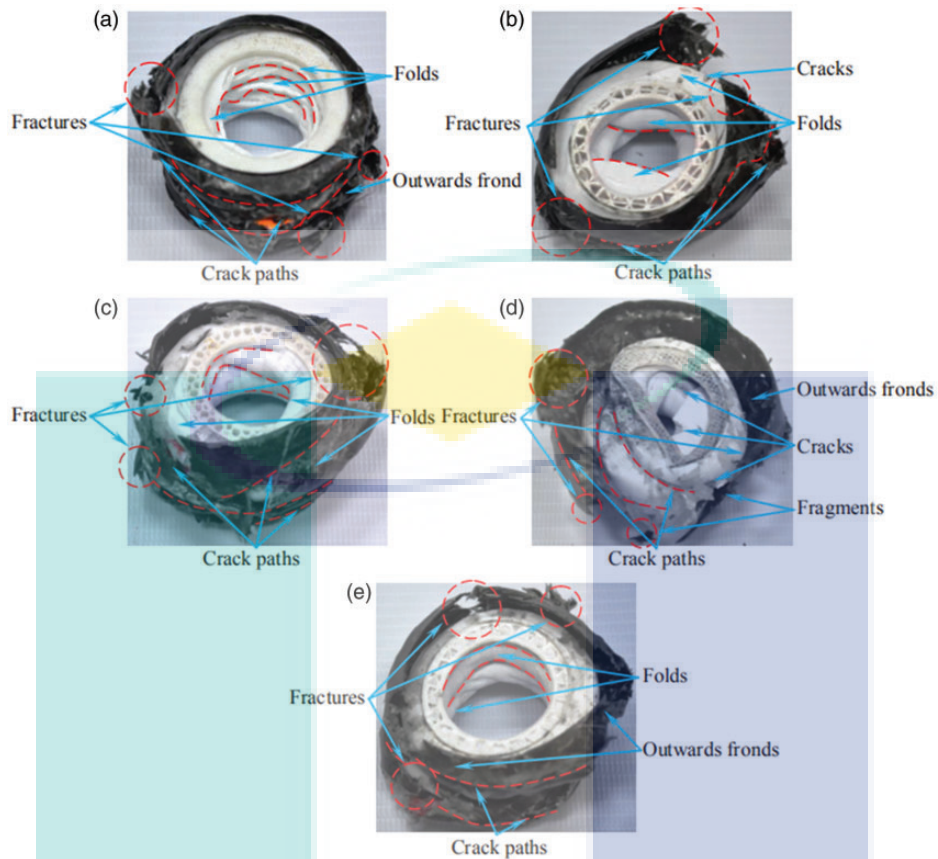 (a)
Folds
Fractures
Outwards frond
Crack paths
(b)
Cracks
Fractures
Folds
Crack paths
(c)
Fractures
Folds
Crack paths
(d)
Fractures
Outwards fronds
Cracks
Fragments
Crack paths
(e)
Fractures
Folds
Outwards fronds
Crack paths